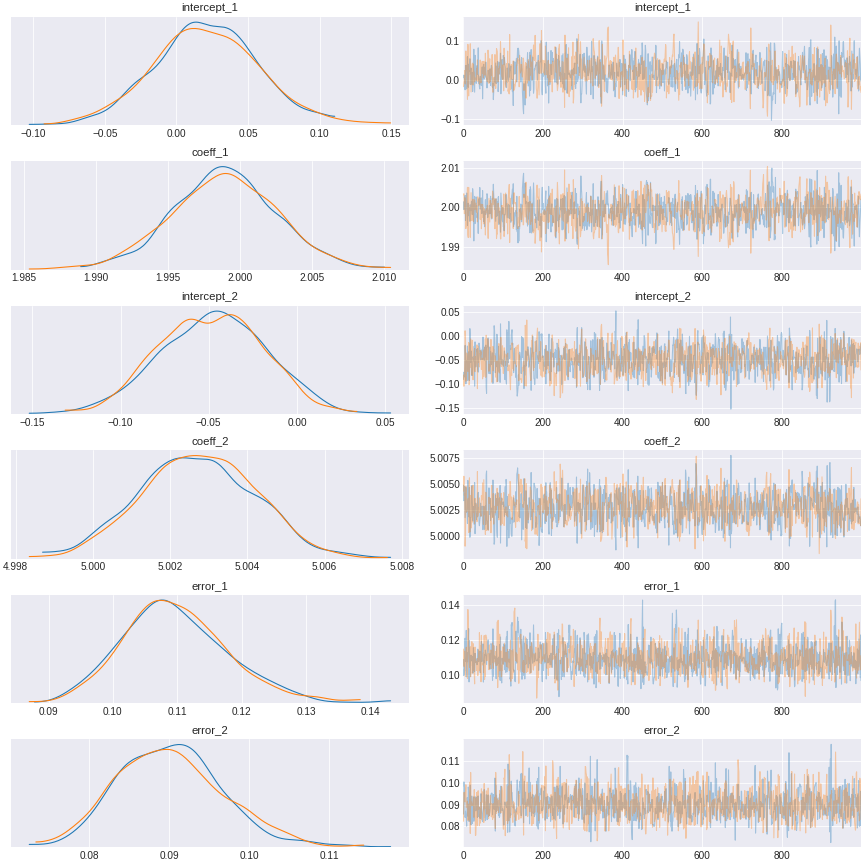 intercept_1 intercept_1
0.1
0.0
−0.1
−0.10 −0.05 0.00 0.05 0.10 0.15 0 200 400 600 800
coeff_1 coeff_1
2.01
2.00
1.99
1.985 1.990 1.995 2.000 2.005 2.010 0 200 400 600 800
intercept_2 intercept_2
0.05
0.00
−0.05
−0.10
−0.15
−0.15 −0.10 −0.05 0.00 0.05 0 200 400 600 800
coeff_2 coeff_2
5.0075
5.0050
5.0025
5.0000
4.998 5.000 5.002 5.004 5.006 5.008 0 200 400 600 800
error_1 error_1
0.14
0.12
0.10
0.09 0.10 0.11 0.12 0.13 0.14 0 200 400 600 800
error_2 error_2
0.11
0.10
0.09
0.08
0.08 0.09 0.10 0.11 0 200 400 600 800